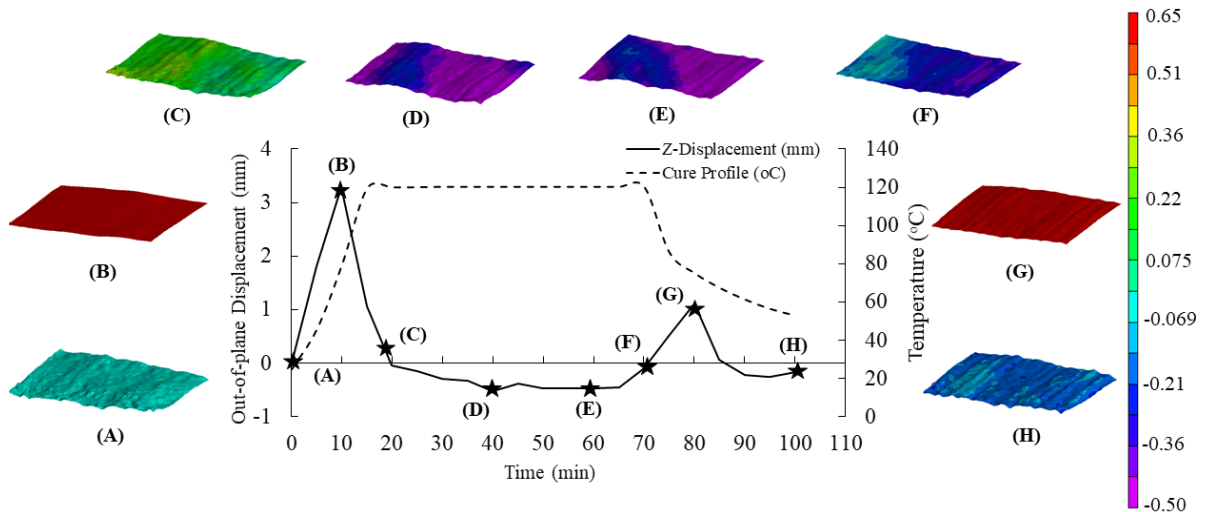 (C)
(D)
(E)
(F)
(B)
(A)
(G)
(H)
0.65
0.51
0.36
0.22
0.075
-0.069
-0.21
-0.36
-0.50
Out-of-plane Displacement (mm)
4
3
2
1
0
-1
Z-Displacement (mm)
Cure Profile (oC)
(B)
(C)
(A)
(D)
(E)
(F)
(G)
(H)
140
120
100
80
60
40
20
0
Temperature (°C)
0 10 20 30 40 50 60 70 80 90 100 110
Time (min)